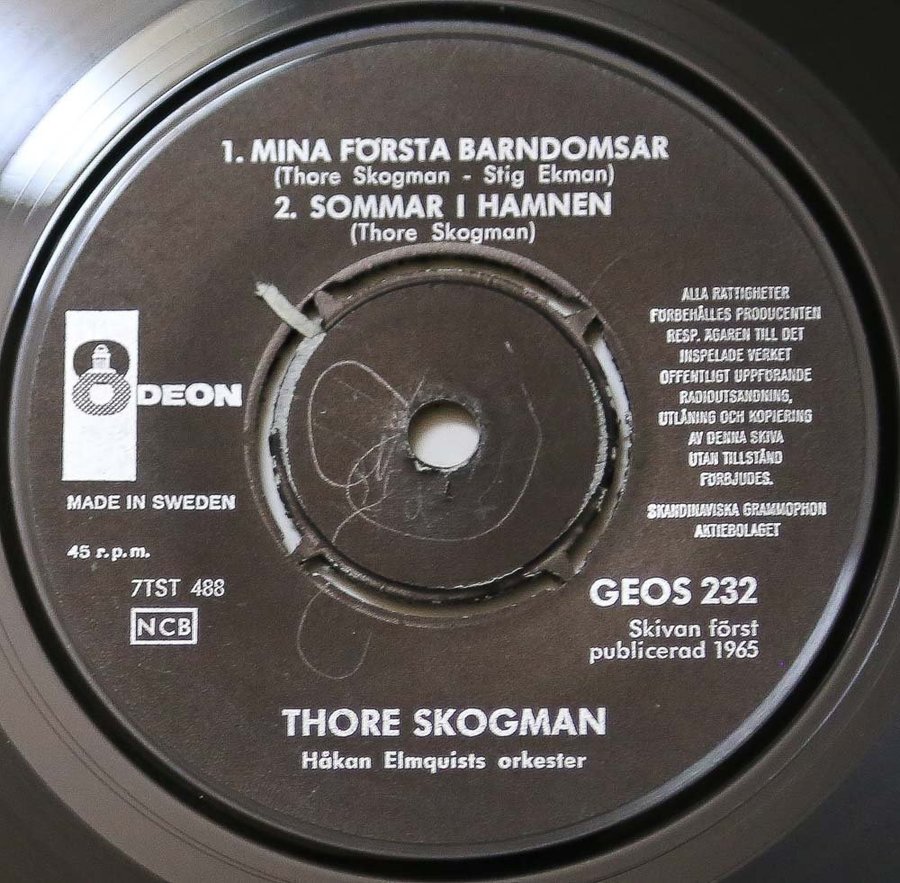 1. MINA FÖRSTA BARNDOMSÅR
(Thore Skogman - Stig Ekman)
2. SOMMAR I HAMNEN
(Thore Skogman)
ODEON
MADE IN SWEDEN
45 r.p.m.
7TST 488
NCB
ALLA RÄTTIGHETER
FÖRBEHÅLLES PRODUCENTEN
RESP. ÄGAREN TILL DET
INSPELADE VERKET
OFFENTLIGT UPPFÖRANDE
RADIOUTSÄNDNING,
UTLÅNING OCH KOPIERING
AV DENNA SKIVA
UTAN TILLSTÅND
FÖRBJUDES.
SKANDINAVISKA GRAMMOPHON
AKTIEBOLAGET
GEOS 232
Skivan först
publicerad 1965
THORE SKOGMAN
Håkan Elmquists orkester